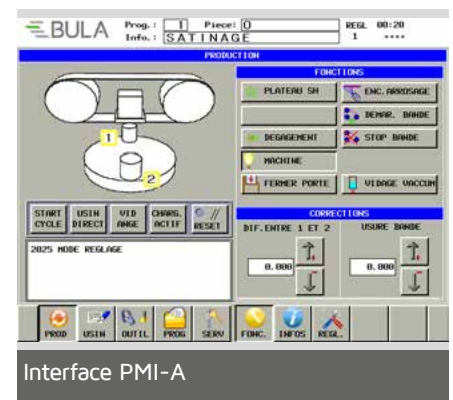 BULA
Prog. : 1 Piece: 0
Info. : SATINAGE
REGL 00:20
1 ****
PRODUCTION
FONCTIONS
PLATEAU SH
ENC. ARROSAGE
DEMAR. BANDE
DEGAGEMENT
STOP BANDE
MACHINE
FERMER PORTE
VIDAGE VACCUM
1
2
START CYCLE
USIN DIRECT
VID ANGE
CHARG. ACTIF
// RESET
2025 MODE REGLAGE
CORRECTIONS
DIF.ENTRE 1 ET 2
USURE BANDE
0.000
0.000
PROD
USIN
OUTIL
PROG
SERV
FONC.
INFOS
REGL.
Interface PMI-A